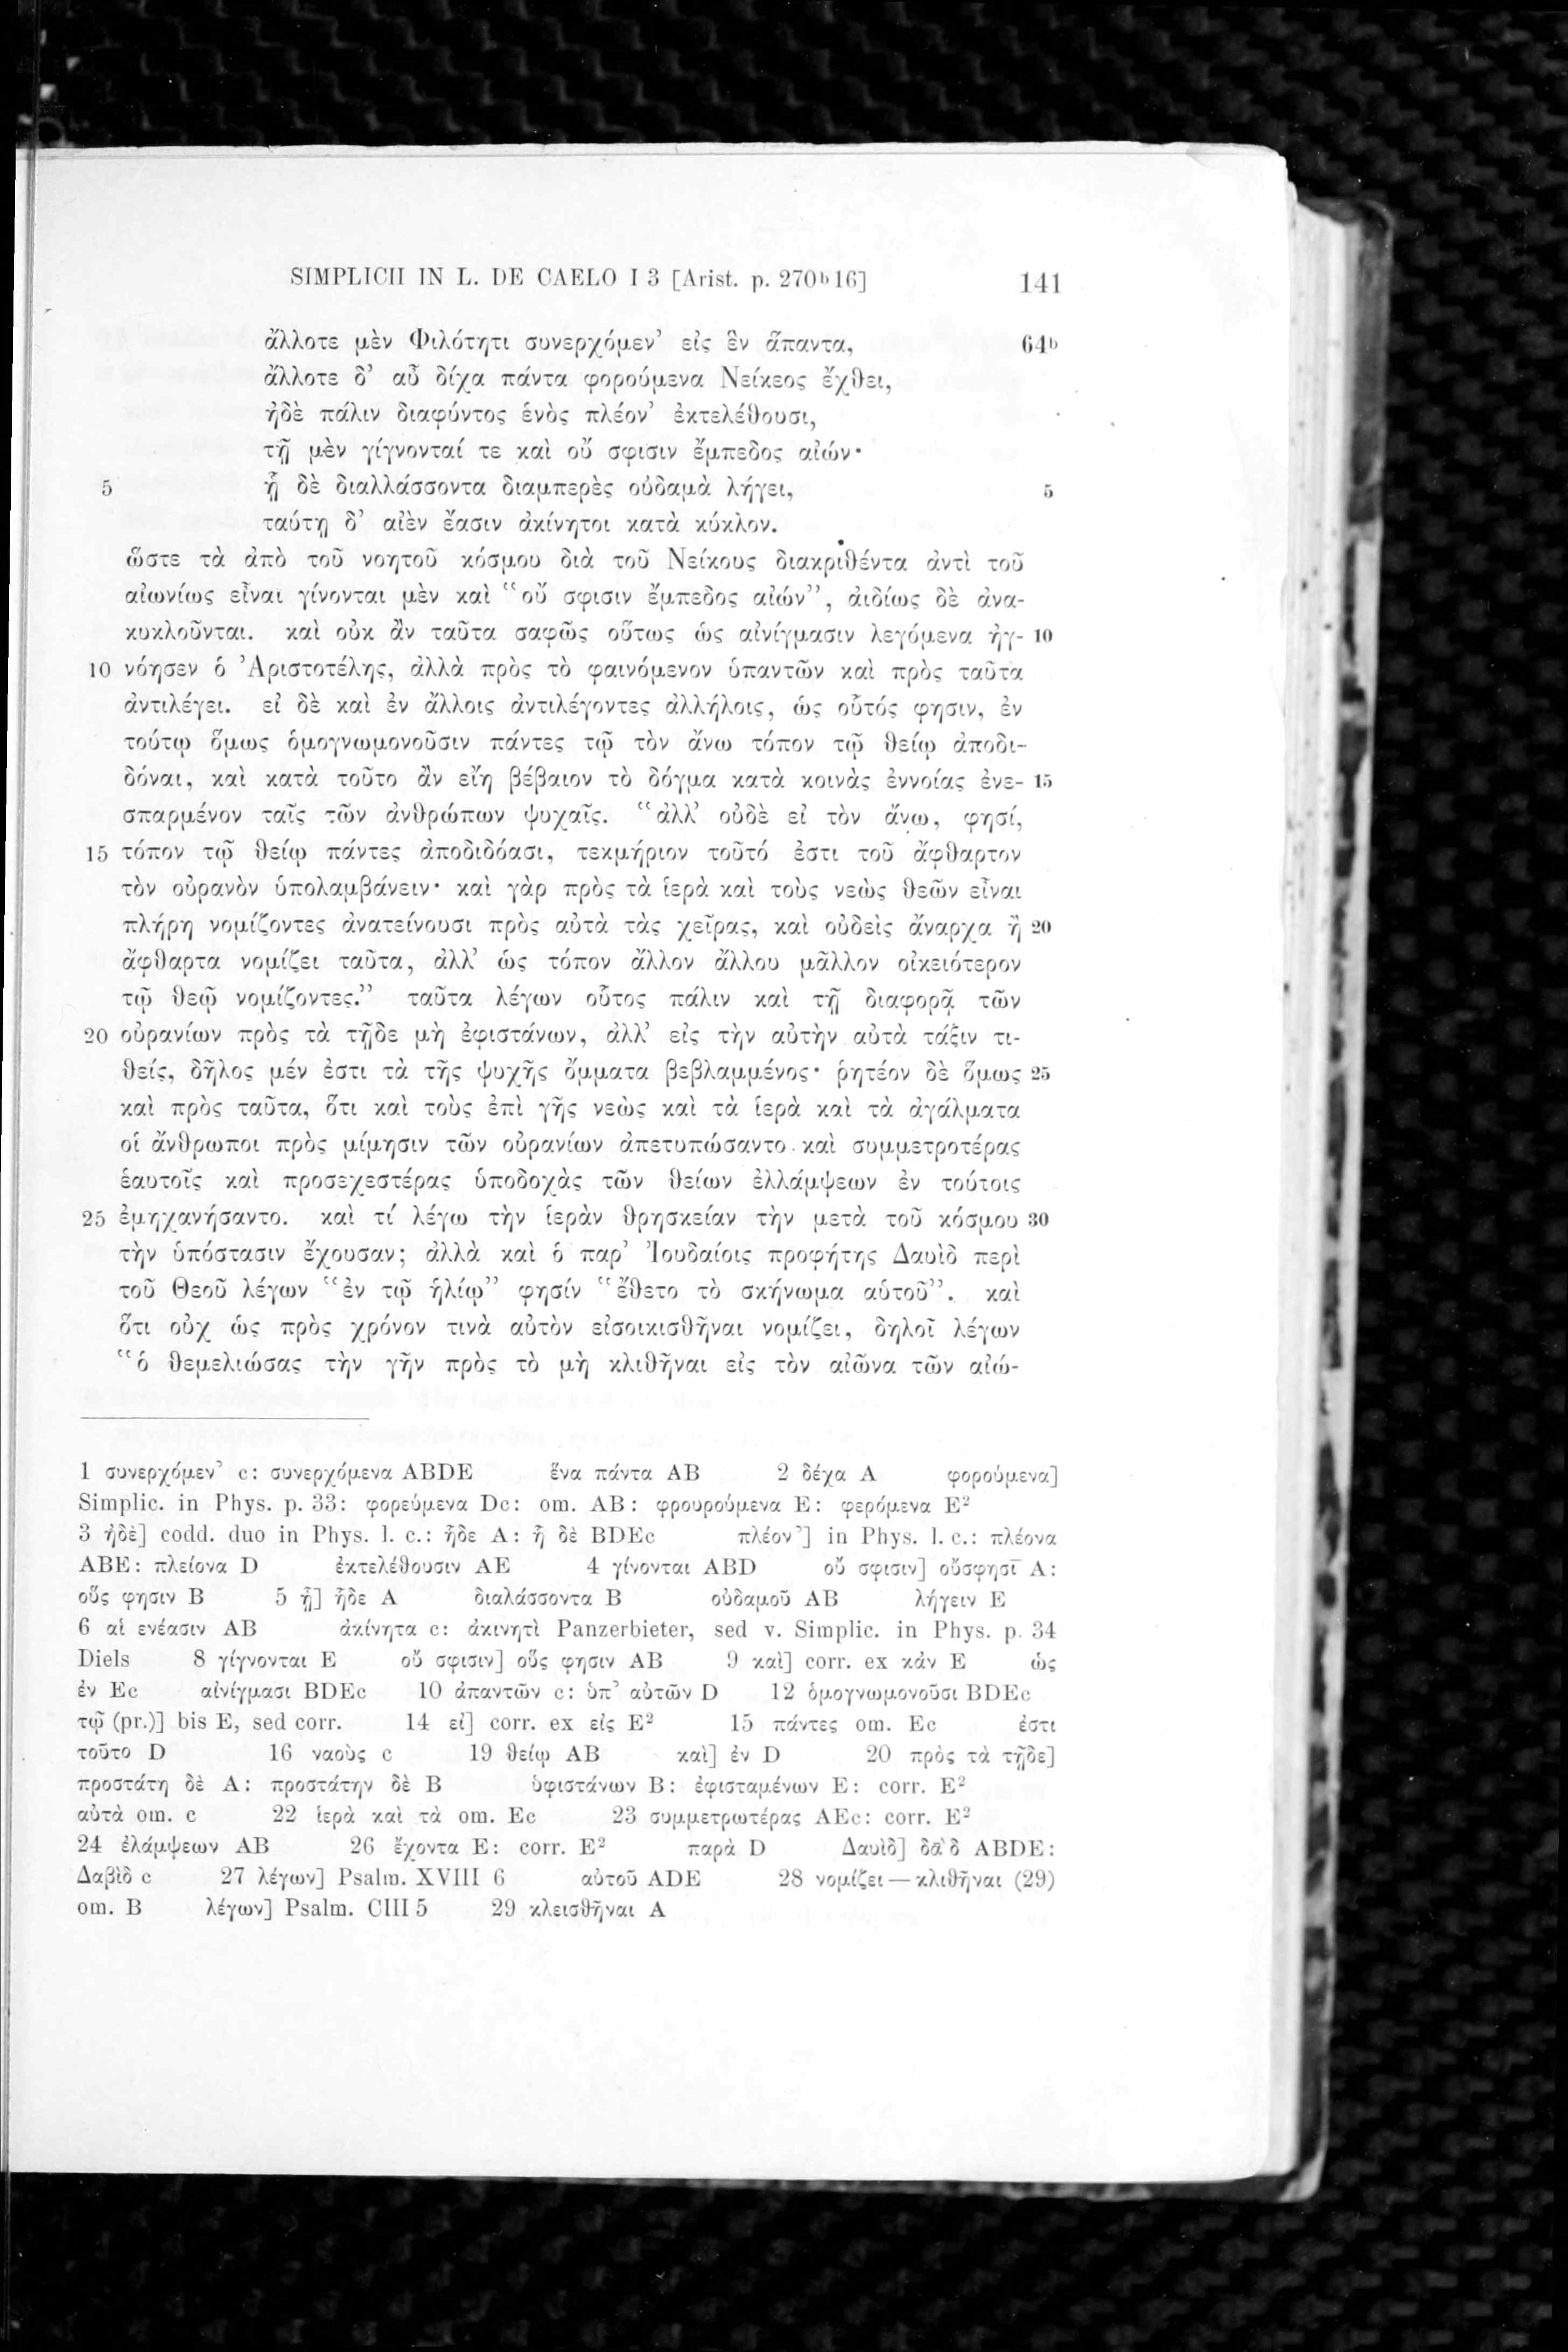 SIMPLICII IN L. DE CAELO I 3 [Arist. p. 270b16] 141
ἄλλοτε μὲν Φιλότητι συνερχόμεν’ εἰς ἓν ἅπαντα, 64b
ἄλλοτε δ’ αὖ δίχα πάντα φορούμενα Νείκεος ἔχθει,
ἠδὲ πάλιν διαφύντος ἑνὸς πλέον’ ἐκτελέθουσι,
τῇ μὲν γίγνονταί τε καὶ οὔ σφισιν ἔμπεδος αἰών·
5 ᾗ δὲ διαλλάσσοντα διαμπερὲς οὐδαμὰ λήγει, 5
ταύτῃ δ’ αἰὲν ἔασιν ἀκίνητοι κατὰ κύκλον.
ὥστε τὰ ἀπὸ τοῦ νοητοῦ κόσμου διὰ τοῦ Νείκους διακριθέντα ἀντὶ τοῦ
αἰωνίως εἶναι γίνονται μὲν καὶ “οὔ σφισιν ἔμπεδος αἰών”, ἀιδίως δὲ ἀνα-
κυκλοῦνται. καὶ οὐκ ἂν ταῦτα σαφῶς οὕτως ὡς αἰνίγμασιν λεγόμενα ἠγ- 10
10 νόησεν ὁ Ἀριστοτέλης, ἀλλὰ πρὸς τὸ φαινόμενον ὑπαντῶν καὶ πρὸς ταῦτα
ἀντιλέγει. εἰ δὲ καὶ ἐν ἄλλοις ἀντιλέγοντες ἀλλήλοις, ὡς οὗτός φησιν, ἐν
τούτῳ ὅμως ὁμογνωμονοῦσιν πάντες τῷ τὸν ἄνω τόπον τῷ θείῳ ἀποδι-
δόναι, καὶ κατὰ τοῦτο ἂν εἴη βέβαιον τὸ δόγμα κατὰ κοινὰς ἐννοίας ἐνε- 15
σπαρμένον ταῖς τῶν ἀνθρώπων ψυχαῖς. “ἀλλ’ οὐδὲ εἰ τὸν ἄνω, φησί,
15 τόπον τῷ θείῳ πάντες ἀποδιδόασι, τεκμήριον τοῦτό ἐστι τοῦ ἄφθαρτον
τὸν οὐρανὸν ὑπολαμβάνειν· καὶ γὰρ πρὸς τὰ ἱερὰ καὶ τοὺς νεὼς θεῶν εἶναι
πλήρη νομίζοντες ἀνατείνουσι πρὸς αὐτὰ τὰς χεῖρας, καὶ οὐδεὶς ἄναρχα ἢ 20
ἄφθαρτα νομίζει ταῦτα, ἀλλ’ ὡς τόπον ἄλλον ἄλλου μᾶλλον οἰκειότερον
τῷ θεῷ νομίζοντες.” ταῦτα λέγων οὗτος πάλιν καὶ τῇ διαφορᾷ τῶν
20 οὐρανίων πρὸς τὰ τῇδε μὴ ἐφιστάνων, ἀλλ’ εἰς τὴν αὐτὴν αὐτὰ τάξιν τι-
θείς, δῆλος μέν ἐστι τὰ τῆς ψυχῆς ὄμματα βεβλαμμένος· ῥητέον δὲ ὅμως 25
καὶ πρὸς ταῦτα, ὅτι καὶ τοὺς ἐπὶ γῆς νεὼς καὶ τὰ ἱερὰ καὶ τὰ ἀγάλματα
οἱ ἄνθρωποι πρὸς μίμησιν τῶν οὐρανίων ἀπετυπώσαντο καὶ συμμετροτέρας
ἑαυτοῖς καὶ προσεχεστέρας ὑποδοχὰς τῶν θείων ἐλλάμψεων ἐν τούτοις
25 ἐμηχανήσαντο. καὶ τί λέγω τὴν ἱερὰν θρησκείαν τὴν μετὰ τοῦ κόσμου 30
τὴν ὑπόστασιν ἔχουσαν; ἀλλὰ καὶ ὁ παρ’ Ἰουδαίοις προφήτης Δαυὶδ περὶ
τοῦ Θεοῦ λέγων “ἐν τῷ ἡλίῳ” φησίν “ἔθετο τὸ σκήνωμα αὑτοῦ”. καὶ
ὅτι οὐχ ὡς πρὸς χρόνον τινὰ αὐτὸν εἰσοικισθῆναι νομίζει, δηλοῖ λέγων
“ὁ θεμελιώσας τὴν γῆν πρὸς τὸ μὴ κλιθῆναι εἰς τὸν αἰῶνα τῶν αἰώ-
1 συνερχόμεν’ c: συνερχόμενα ABDE ἕνα πάντα AB 2 δέχα A φορούμενα]
Simplic. in Phys. p. 33: φορεύμενα Dc: om. AB: φρουρούμενα E: φερόμενα E²
3 ἠδὲ] codd. duo in Phys. l. c.: ἦδε A: ἢ δὲ BDEc πλέον’] in Phys. l. c.: πλέονα
ABE: πλείονα D ἐκτελέθουσιν AE 4 γίνονται ABD οὔ σφισιν] οὔσφησῑ A:
οὕς φησιν B 5 ᾗ] ᾖδε A διαλάσσοντα B οὐδαμοῦ AB λήγειν E
6 αἱ ενέασιν AB ἀκίνητα c: ἀκινητὶ Panzerbieter, sed v. Simplic. in Phys. p. 34
Diels 8 γίγνονται E οὔ σφισιν] οὕς φησιν AB 9 καὶ] corr. ex κἀν E ὡς
ἐν Ec αἰνίγμασι BDEc 10 ἀπαντῶν c: ὑπ’ αὐτῶν D 12 ὁμογνωμονοῦσι BDEc
τῷ (pr.)] bis E, sed corr. 14 εἰ] corr. ex εἰς E² 15 πάντες om. Ec ἐστι
τοῦτο D 16 ναοὺς c 19 θείῳ AB καὶ] ἐν D 20 πρὸς τὰ τῇδε]
προστάτη δὲ A: προστάτην δὲ B ὑφιστάνων B: ἐφισταμένων E: corr. E²
αὐτὰ om. c 22 ἱερὰ καὶ τὰ om. Ec 23 συμμετρωτέρας AEc: corr. E²
24 ἐλάμψεων AB 26 ἔχοντα E: corr. E² παρὰ D Δαυὶδ] δᾱ̀δ ABDE:
Δαβὶδ c 27 λέγων] Psalm. XVIII 6 αὐτοῦ ADE 28 νομίζει — κλιθῆναι (29)
om. B λέγων] Psalm. CIII 5 29 κλεισθῆναι A